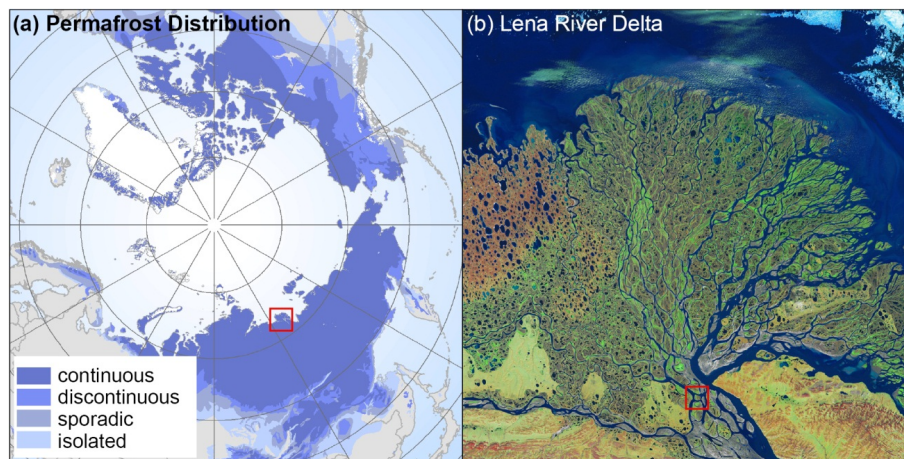 (a) Permafrost Distribution
continuous
discontinuous
sporadic
isolated
(b) Lena River Delta